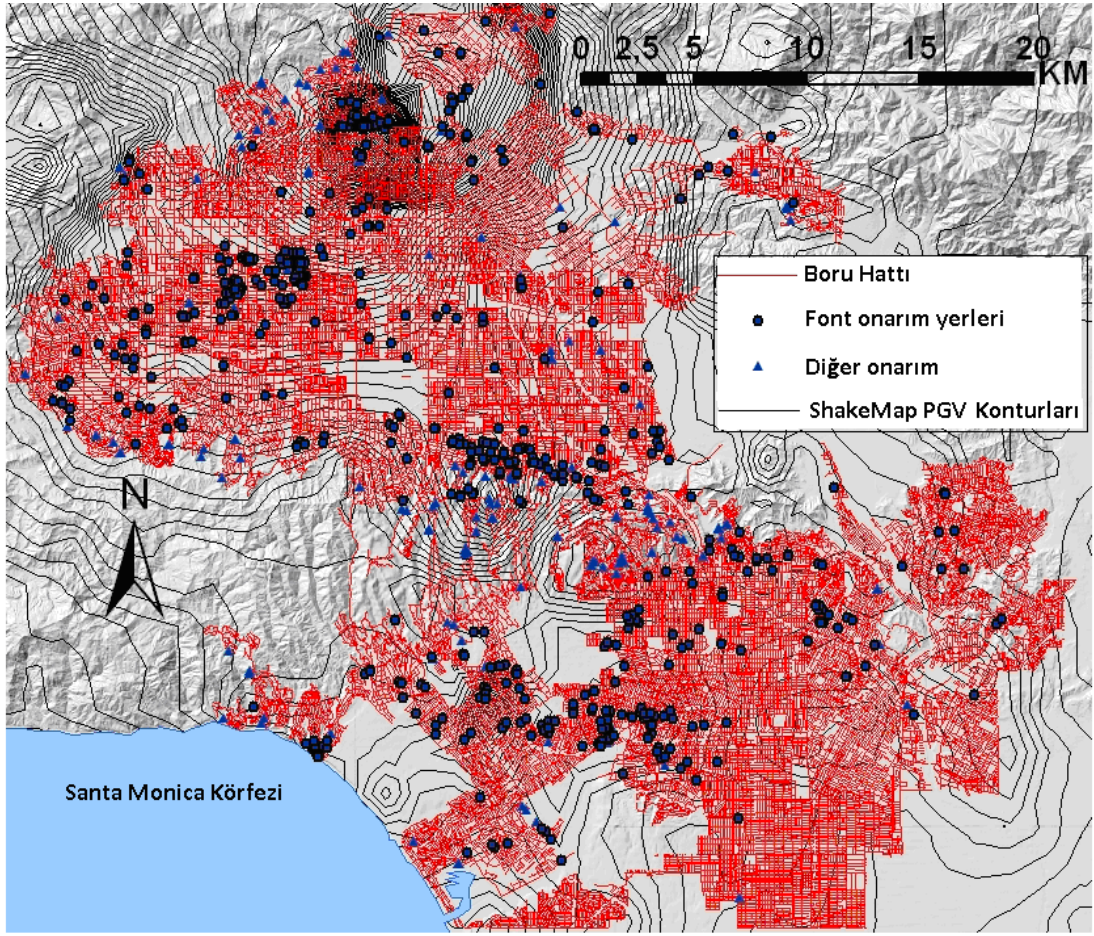 0 2,5 5 10 15 20
KM
Boru Hattı
Font onarım yerleri
Diğer onarım
ShakeMap PGV Konturları
N
Santa Monica Körfezi